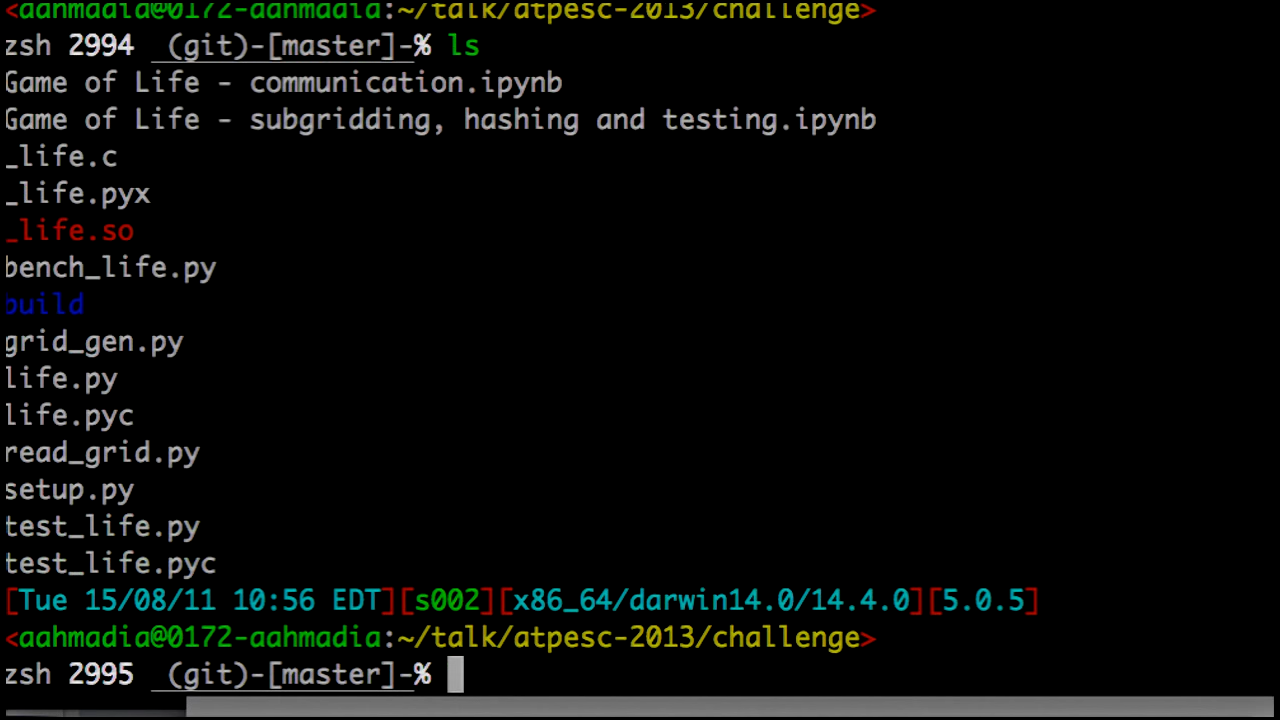 <aahmadia@0172-aahmadia:~/talk/atpesc-2013/challenge>
zsh 2994 _(git)-[master]-% ls
Game of Life - communication.ipynb
Game of Life - subgridding, hashing and testing.ipynb
_life.c
_life.pyx
_life.so
bench_life.py
build
grid_gen.py
life.py
life.pyc
read_grid.py
setup.py
test_life.py
test_life.pyc
[Tue 15/08/11 10:56 EDT][s002][x86_64/darwin14.0/14.4.0][5.0.5]
<aahmadia@0172-aahmadia:~/talk/atpesc-2013/challenge>
zsh 2995 _(git)-[master]-%